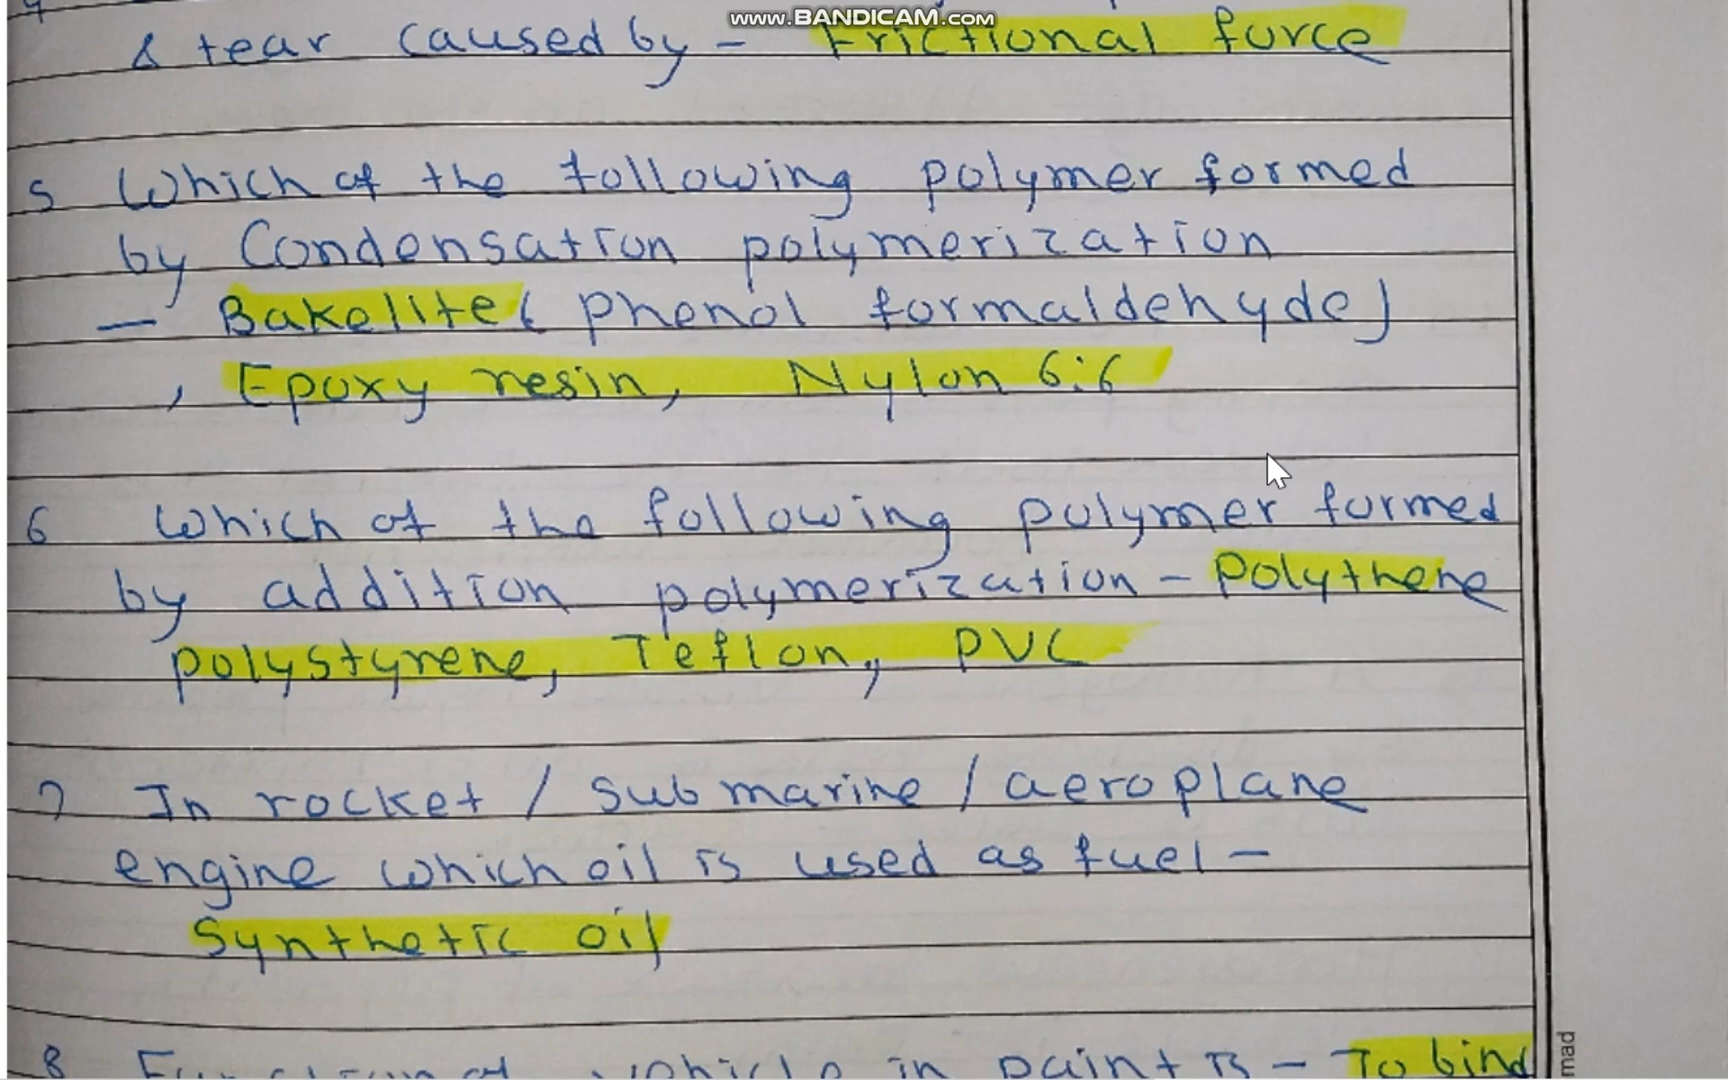 www.BANDICAM.com
& tear caused by - Frictional force
5 Which of the following polymer formed
by Condensation polymerization
- Bakelite ( phenol formaldehyde )
, Epoxy resin, Nylon 6:6
6 which of the following polymer formed
by addition polymerization - Polythene
polystyrene, Teflon, PVC
7 In rocket / submarine / aeroplane
engine which oil is used as fuel -
Synthetic oil
8 in paint is - To bind
mad